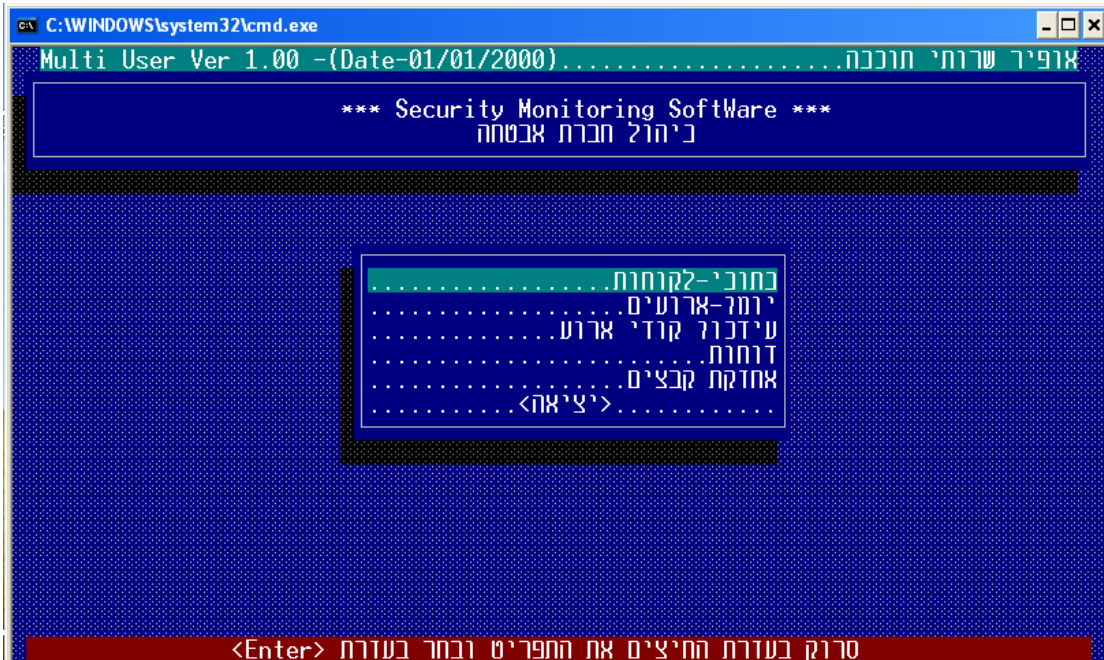 C:\WINDOWS\system32\cmd.exe
Multi User Ver 1.00 -(Date-01/01/2000).....................אופיר שרותי תוכנה
*** Security Monitoring SoftWare ***
ניהול חברת אבטחה
נתוני-לקוחות..................
יומן-ארועים...................
עידכון קודי ארוע..............
דוחות.........................
אחזקת קבצים...................
............<יציאה>...........
סרוק בעזרת החיצים את התפריט ובחר בעזרת <Enter>